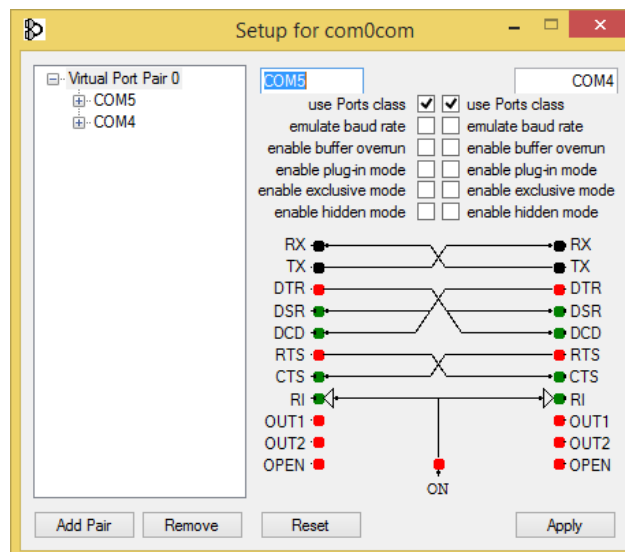 Setup for com0com
Virtual Port Pair 0
COM5
COM4
COM5 COM4
use Ports class use Ports class
emulate baud rate emulate baud rate
enable buffer overrun enable buffer overrun
enable plug-in mode enable plug-in mode
enable exclusive mode enable exclusive mode
enable hidden mode enable hidden mode
RX RX
TX TX
DTR DTR
DSR DSR
DCD DCD
RTS RTS
CTS CTS
RI RI
OUT1 OUT1
OUT2 OUT2
OPEN OPEN
ON
Add Pair Remove Reset Apply